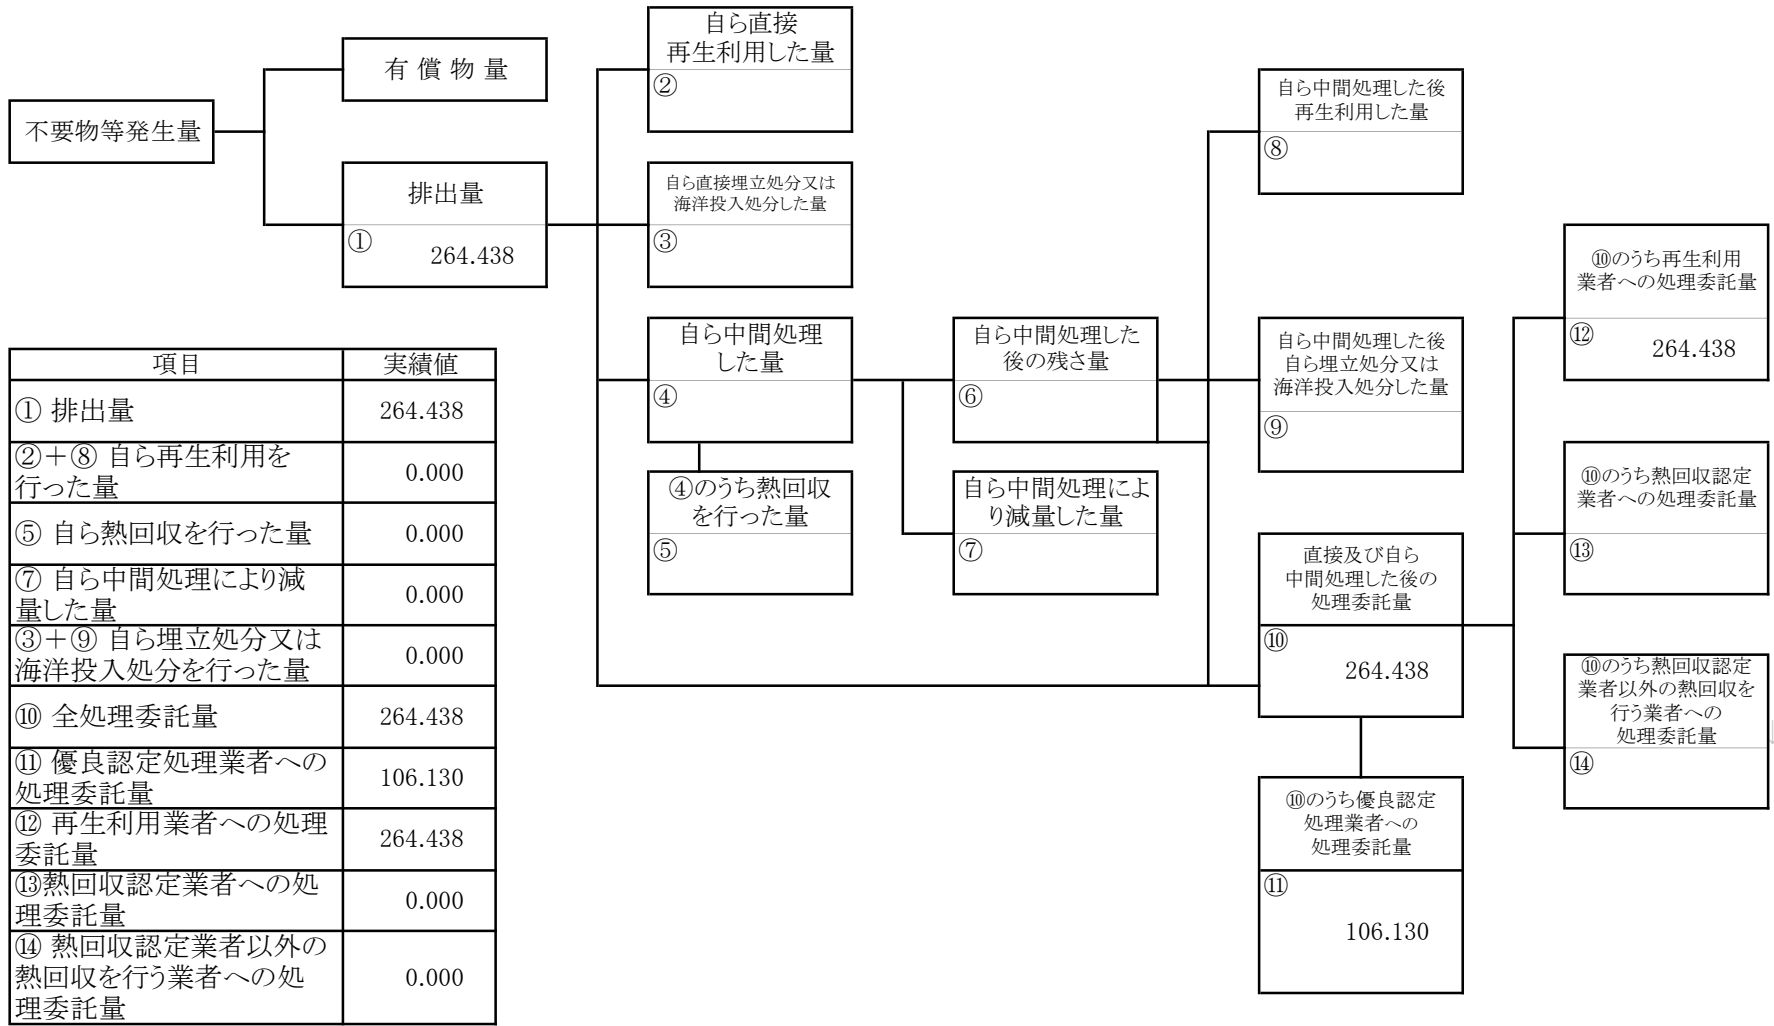 不要物等発生量
有 償 物 量
排出量
①
264.438
自ら直接
再生利用した量
②
自ら直接埋立処分又は
海洋投入処分した量
③
自ら中間処理
した量
④
④のうち熱回収
を行った量
⑤
自ら中間処理した
後の残さ量
⑥
自ら中間処理によ
り減量した量
⑦
自ら中間処理した後
再生利用した量
⑧
自ら中間処理した後
自ら埋立処分又は
海洋投入処分した量
⑨
直接及び自ら
中間処理した後の
処理委託量
⑩
264.438
⑩のうち優良認定
処理業者への
処理委託量
⑪
106.130
⑩のうち再生利用
業者への処理委託量
⑫
264.438
⑩のうち熱回収認定
業者への処理委託量
⑬
⑩のうち熱回収認定
業者以外の熱回収を
行う業者への
処理委託量
⑭
項目 実績値
① 排出量 264.438
②＋⑧ 自ら再生利用を
行った量 0.000
⑤ 自ら熱回収を行った量 0.000
⑦ 自ら中間処理により減
量した量 0.000
③＋⑨ 自ら埋立処分又は
海洋投入処分を行った量 0.000
⑩ 全処理委託量 264.438
⑪ 優良認定処理業者への
処理委託量 106.130
⑫ 再生利用業者への処理
委託量 264.438
⑬熱回収認定業者への処
理委託量 0.000
⑭ 熱回収認定業者以外の
熱回収を行う業者への処
理委託量 0.000